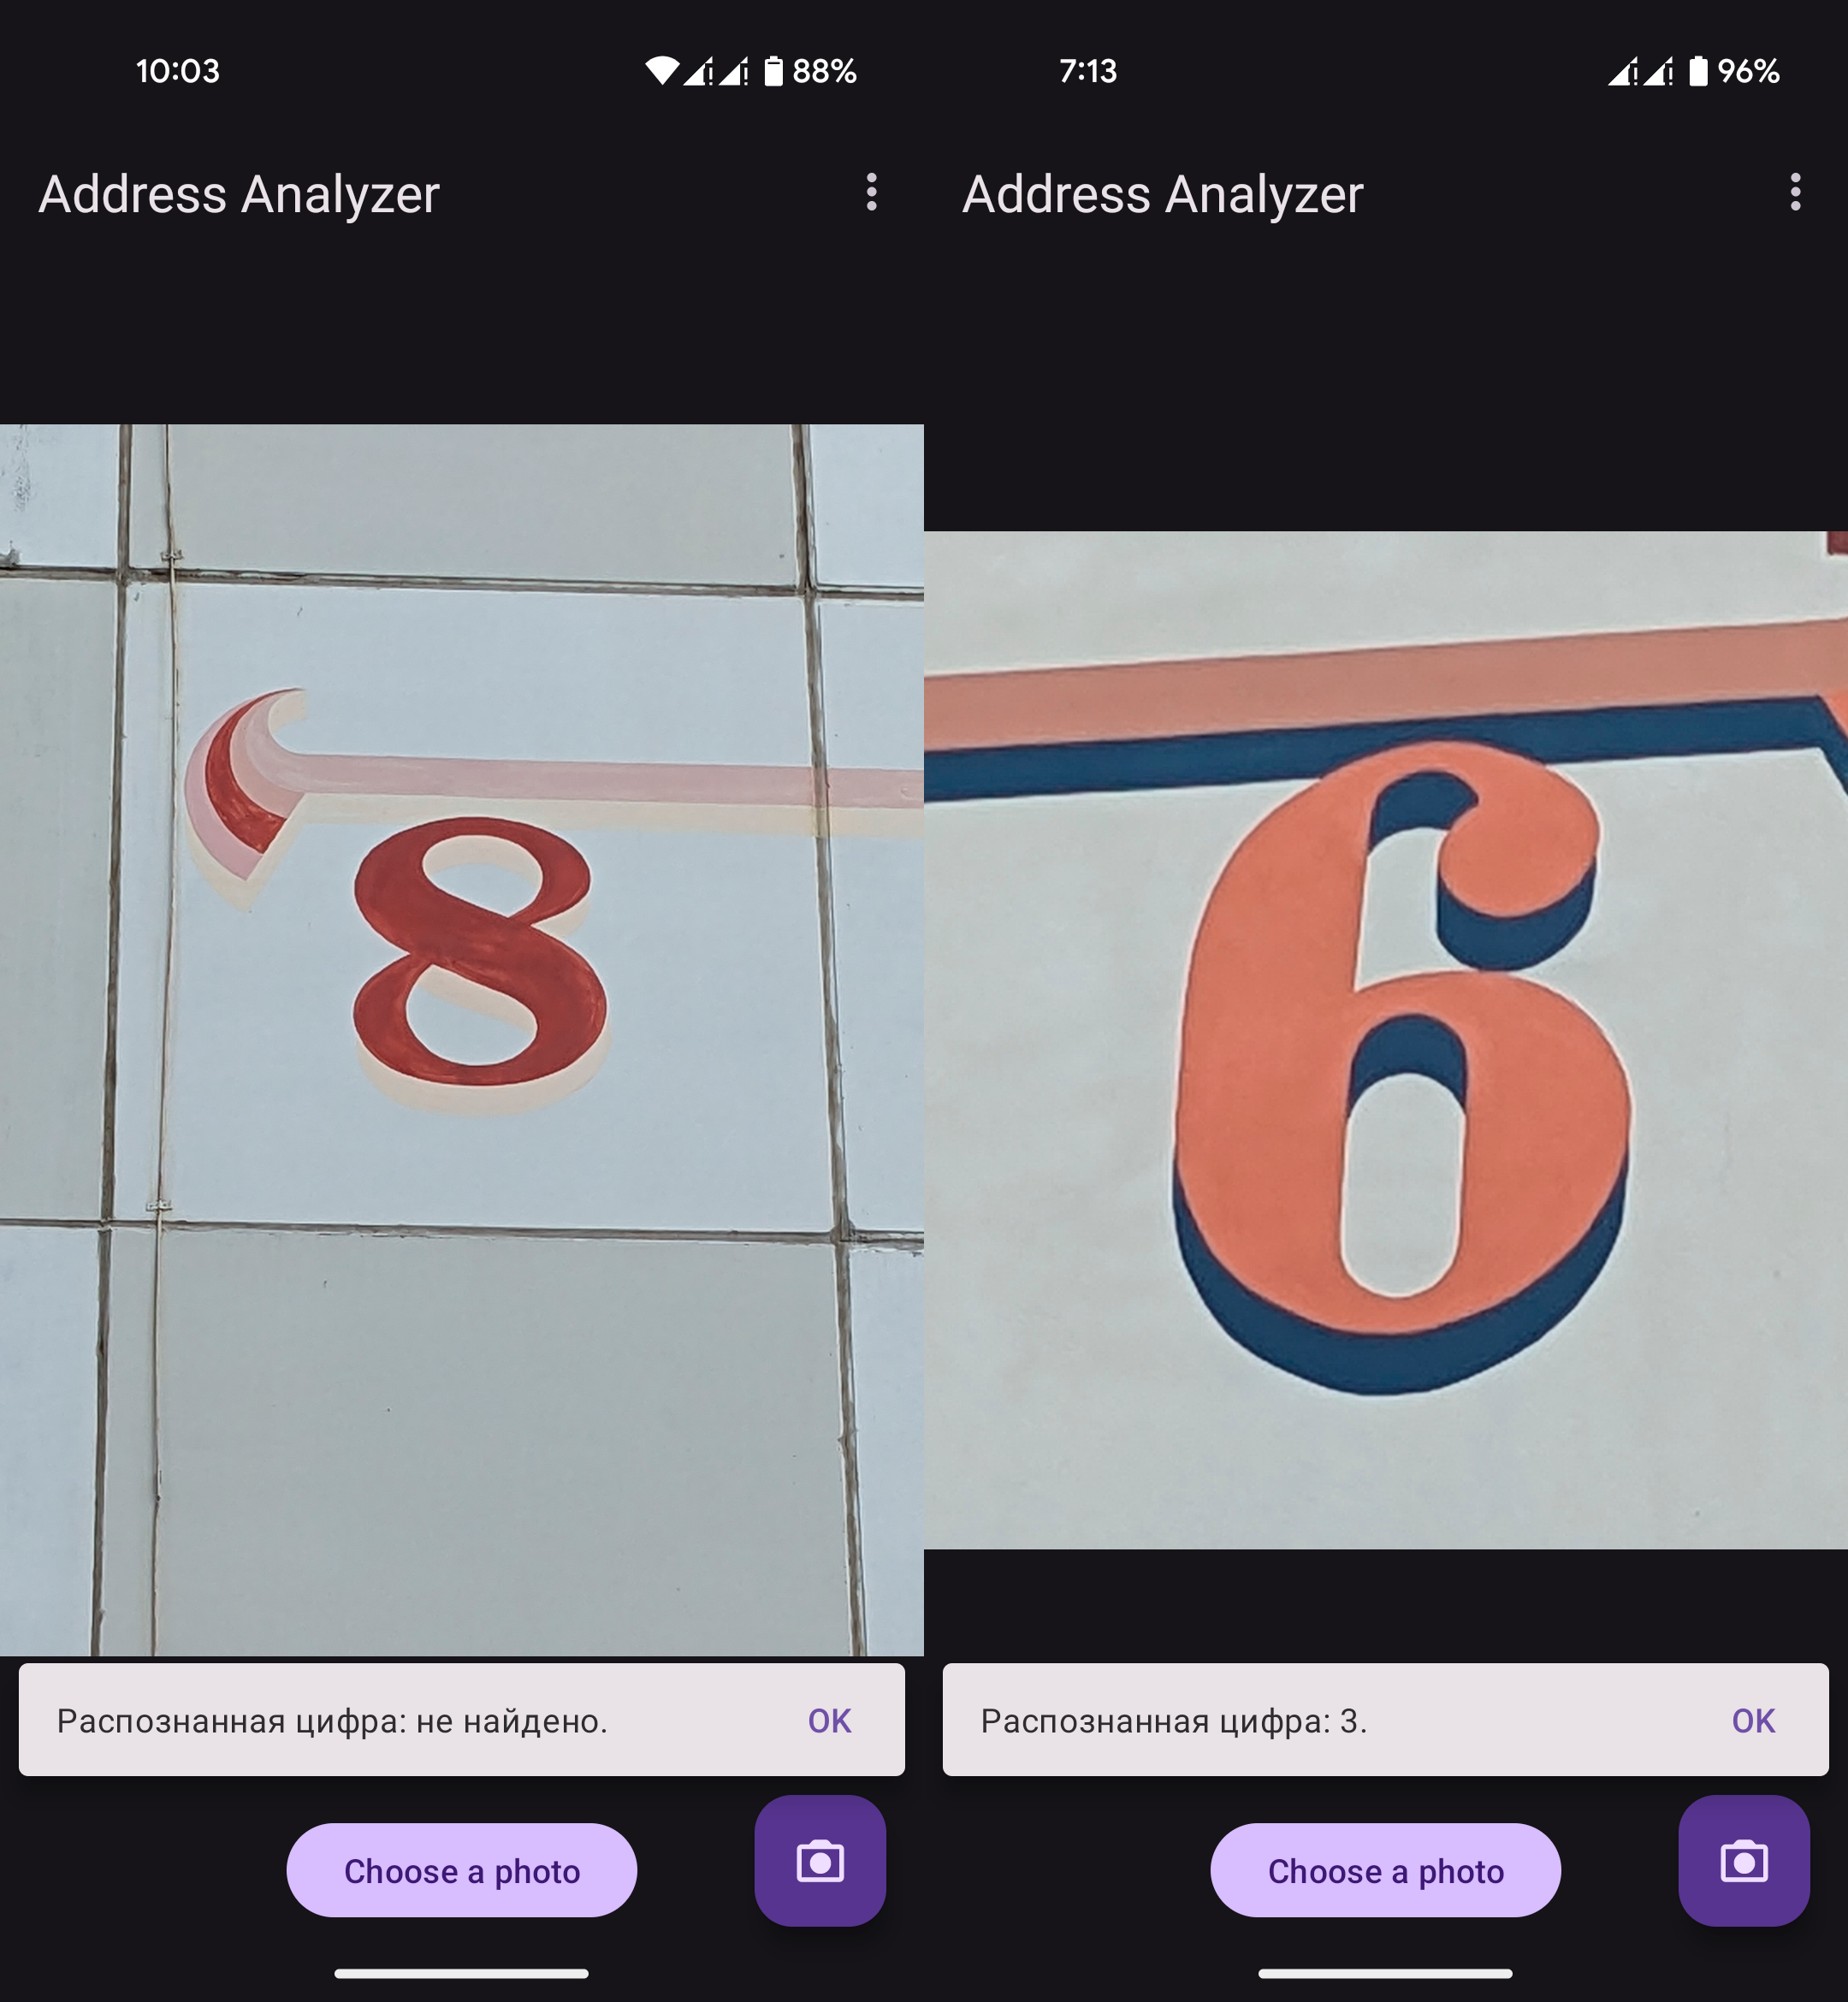 10:03
88%
Address Analyzer
8
Распознанная цифра: не найдено.
OK
Choose a photo
7:13
96%
Address Analyzer
6
Распознанная цифра: 3.
OK
Choose a photo